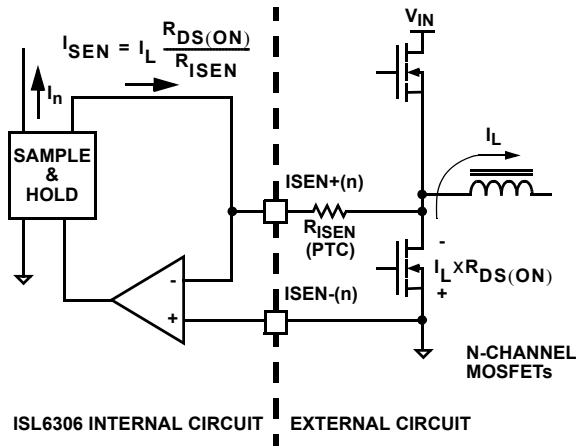 I_SEN = I_L R_DS(ON) / R_ISEN
I_n
SAMPLE
&
HOLD
-
+
ISEN+(n)
R_ISEN
(PTC)
ISEN-(n)
V_IN
I_L
-
I_L x R_DS(ON)
+
N-CHANNEL
MOSFETs
ISL6306 INTERNAL CIRCUIT
EXTERNAL CIRCUIT